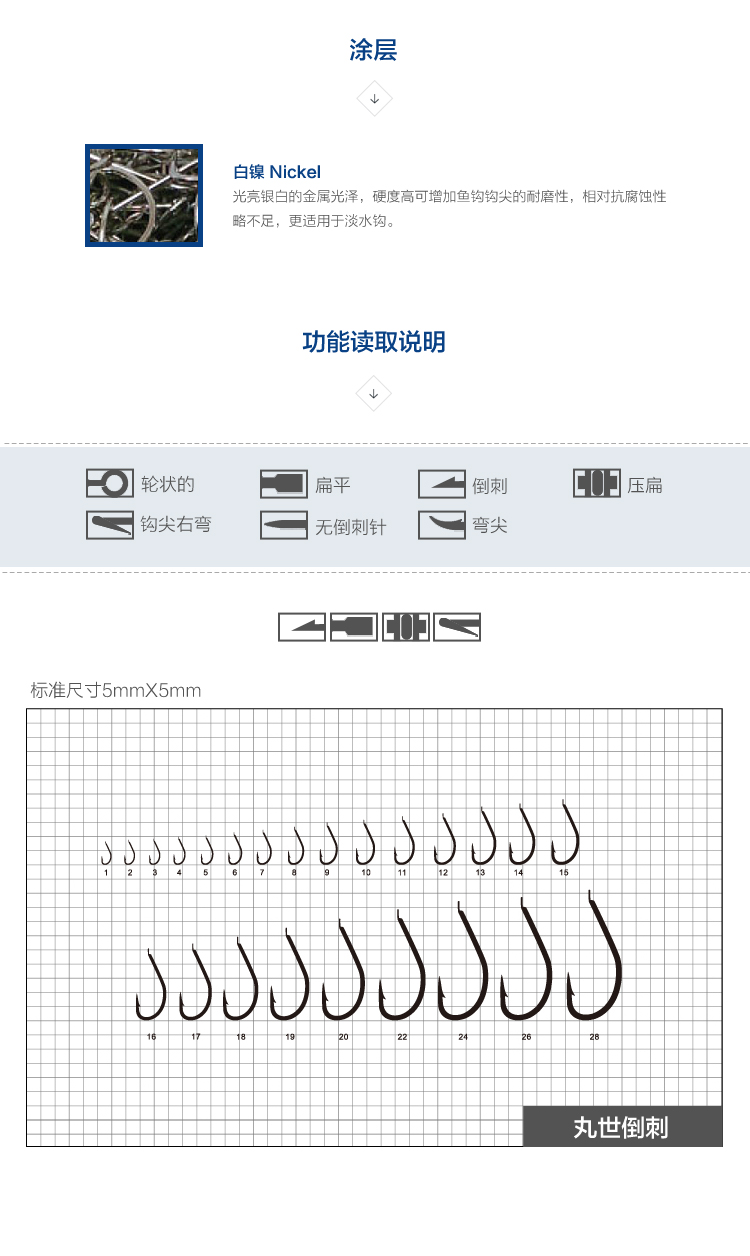 涂层
白镍 Nickel
光亮银白的金属光泽，硬度高可增加鱼钩钩尖的耐磨性，相对抗腐蚀性
略不足，更适用于淡水钩。
功能读取说明
轮状的 扁平 倒刺 压扁
钩尖右弯 无倒刺针 弯尖
标准尺寸5mmX5mm
1 2 3 4 5 6 7 8 9 10 11 12 13 14 15
16 17 18 19 20 22 24 26 28
丸世倒刺